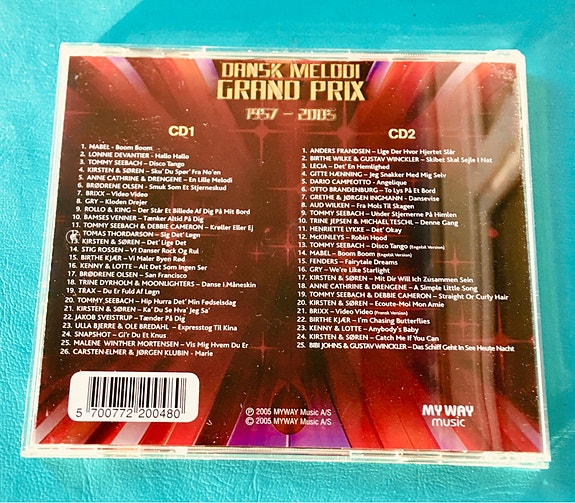 DANSK MELODI
GRAND PRIX
1957 - 2005
CD1
1. MABEL - Boom Boom
2. LONNIE DEVANTIER - Hallo Hallo
3. TOMMY SEEBACH - Disco Tango
4. KIRSTEN & SØREN - Sku' Du Spør' Fra No'en
5. ANNE CATHRINE & DRENGENE - En Lille Melodi
6. BRØDRENE OLSEN - Smuk Som Et Stjerneskud
7. BRIXX - Video Video
8. GRY - Kloden Drejer
9. ROLLO & KING - Der Står Et Billede Af Dig På Mit Bord
10. BAMSES VENNER - Tænker Altid På Dig
11. TOMMY SEEBACH & DEBBIE CAMERON - Krøller Eller Ej
12. TOMAS THORDARSON - Sig Det' Løgn
13. KIRSTEN & SØREN - Det' Lige Det
14. STIG ROSSEN - Vi Danser Rock Og Rul
15. BIRTHE KJÆR - Vi Maler Byen Rød
16. KENNY & LOTTE - Alt Det Som Ingen Ser
17. BRØDRENE OLSEN - San Francisco
18. TRINE DYRHOLM & MOONLIGHTERS - Danse I.Måneskin
19. TRAX - Du Er Fuld Af Løgn
20. TOMMY SEEBACH - Hip Hurra Det' Min Fødselsdag
21. KIRSTEN & SØREN - Ka' Du Se Hva' Jeg Sa'
22. JAKOB SVEISTRUP - Tænder På Dig
23. ULLA BJERRE & OLE BREDAHL - Expresstog Til Kina
24. SNAPSHOT - Gi'r Du Et Knus
25. MALENE WINTHER MORTENSEN - Vis Mig Hvem Du Er
26. CARSTEN-ELMER & JØRGEN KLUBIN - Marie
CD2
1. ANDERS FRANDSEN - Lige Der Hvor Hjertet Slår
2. BIRTHE WILKE & GUSTAV WINCKLER - Skibet Skal Sejle I Nat
3. LECIA - Det' En Hemlighed
4. GITTE HÆNNING - Jeg Snakker Med Mig Selv
5. DARIO CAMPEOTTO - Angelique
6. OTTO BRANDENBURG - To Lys På Et Bord
7. GRETHE & JØRGEN INGMANN - Dansevise
8. AUD WILKEN - Fra Mols Til Skagen
9. TOMMY SEEBACH - Under Stjernerne På Himlen
10. TRINE JEPSEN & MICHAEL TESCHL - Denne Gang
11. HENRIETTE LYKKE - Det' Okay
12. McKINLEYS - Robin Hood
13. TOMMY SEEBACH - Disco Tango (Engelsk Version)
14. MABEL - Boom Boom (Engelsk Version)
15. FENDERS - Fairytale Dreams
16. GRY - We're Like Starlight
17. KIRSTEN & SØREN - Mit Dir Will Ich Zusammen Sein
18. ANNE CATHRINE & DRENGENE - A Simple Little Song
19. TOMMY SEEBACH & DEBBIE CAMERON - Straight Or Curly Hair
20. KIRSTEN & SØREN - Ecoute-Moi Mon Amie
21. BRIXX - Video Video (Fransk Version)
22. BIRTHE KJÆR - I'm Chasing Butterflies
23. KENNY & LOTTE - Anybody's Baby
24. KIRSTEN & SØREN - Catch Me If You Can
25. BIBI JOHNS & GUSTAV WINCKLER - Das Schiff Geht In See Heute Nacht
5 700772 200480
℗ 2005 MYWAY Music A/S
© 2005 MYWAY Music A/S
MY WAY
music